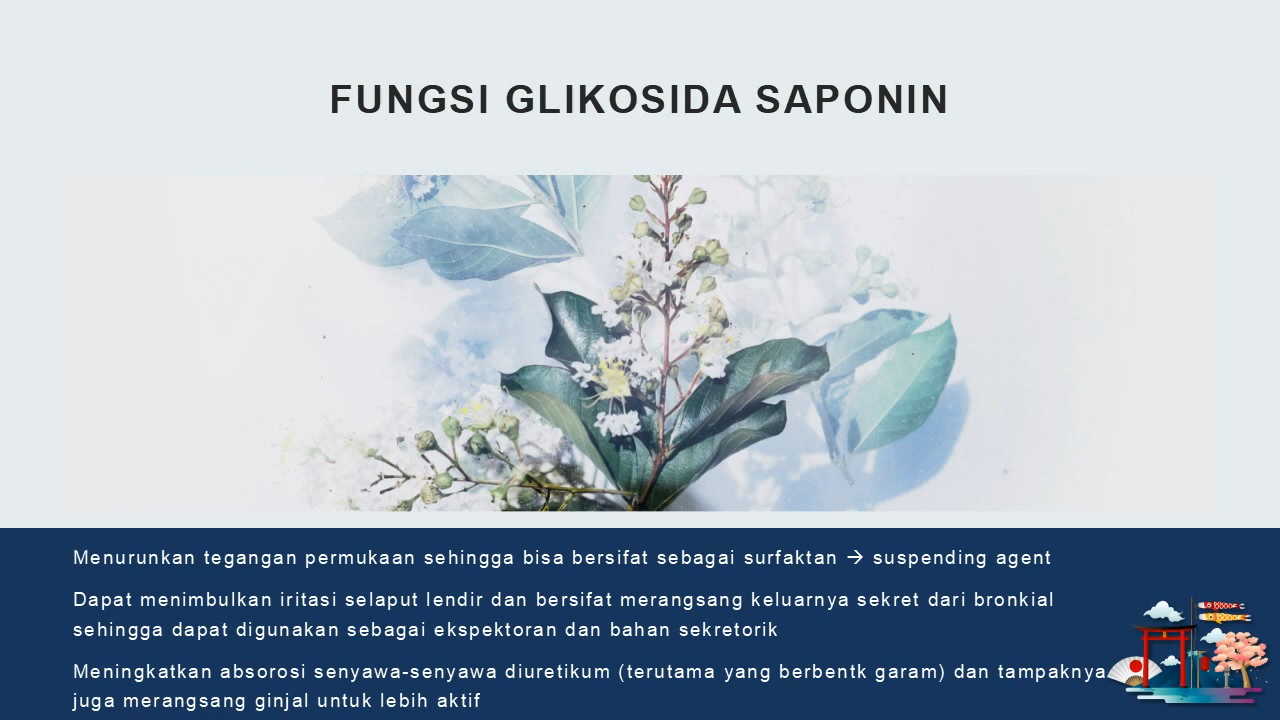 FUNGSI GLIKOSIDA SAPONIN
Menurunkan tegangan permukaan sehingga bisa bersifat sebagai surfaktan → suspending agent
Dapat menimbulkan iritasi selaput lendir dan bersifat merangsang keluarnya sekret dari bronkial
sehingga dapat digunakan sebagai ekspektoran dan bahan sekretorik
Meningkatkan absorosi senyawa-senyawa diuretikum (terutama yang berbentk garam) dan tampaknya
juga merangsang ginjal untuk lebih aktif